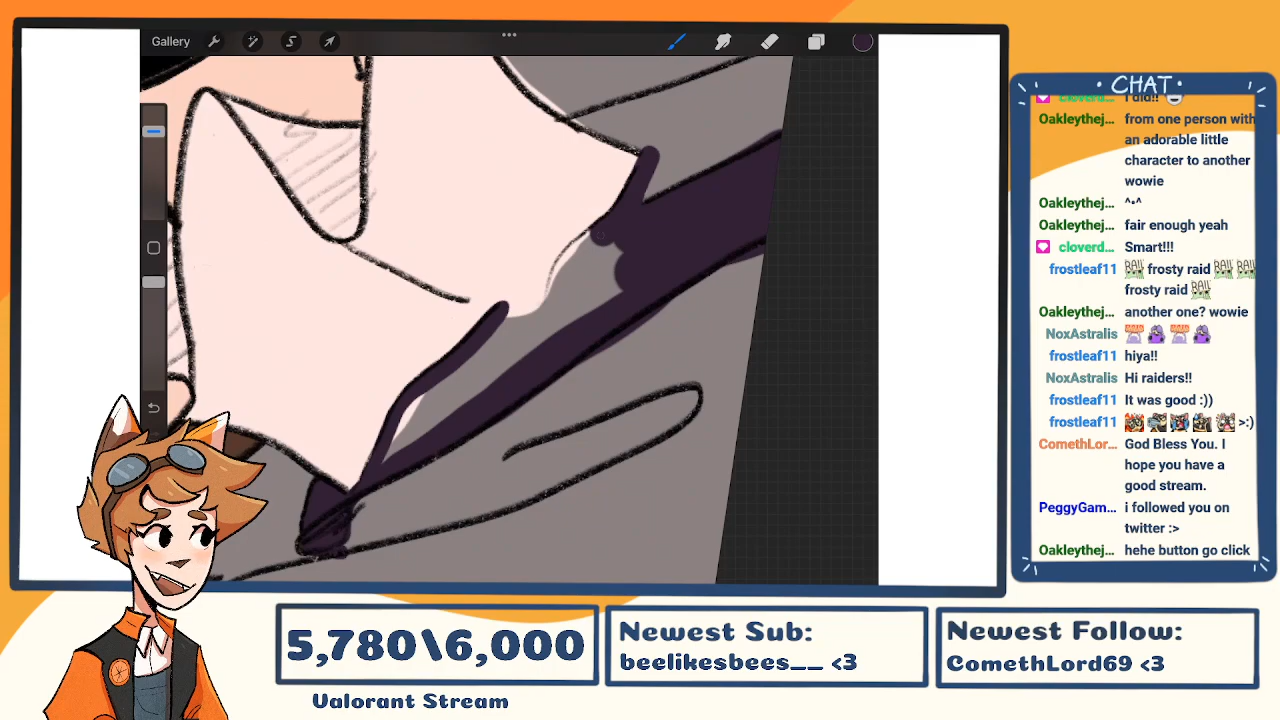 Gallery
• CHAT •
cloverd... I did!!
Oakleythej... from one person with
an adorable little
character to another
wowie
Oakleythej... ^•^
Oakleythej... fair enough yeah
cloverd... Smart!!!
frostleaf11 frosty raid
frosty raid
Oakleythej... another one? wowie
NoxAstralis
frostleaf11 hiya!!
NoxAstralis Hi raiders!!
frostleaf11 It was good :))
frostleaf11 >:)
ComethLor... God Bless You. I
hope you have a
good stream.
PeggyGam... i followed you on
twitter :>
Oakleythej... hehe button go click
5,780\6,000
Valorant Stream
Newest Sub:
beelikesbees__ <3
Newest Follow:
ComethLord69 <3